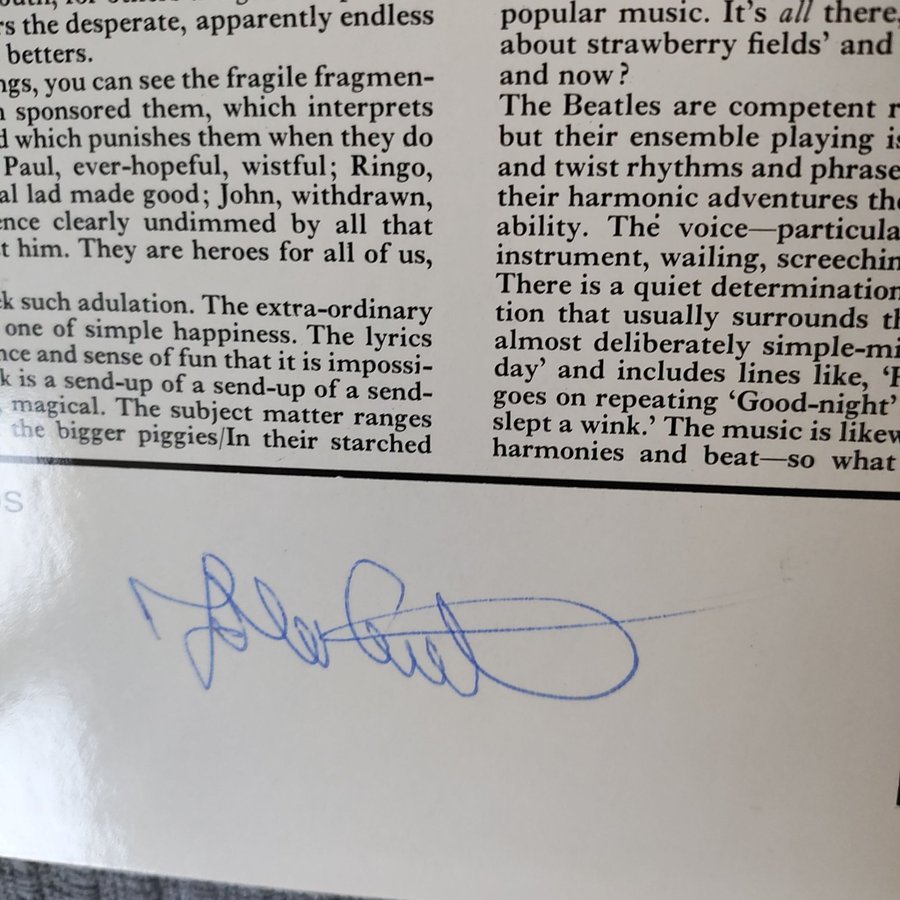 rs the desperate, apparently endless
betters.
ngs, you can see the fragile fragmen-
sponsored them, which interprets
d which punishes them when they do
Paul, ever-hopeful, wistful; Ringo,
al lad made good; John, withdrawn,
ence clearly undimmed by all that
t him. They are heroes for all of us,
k such adulation. The extra-ordinary
one of simple happiness. The lyrics
nce and sense of fun that it is impossi-
k is a send-up of a send-up of a send-
magical. The subject matter ranges
the bigger piggies/In their starched
popular music. It's all there,
about strawberry fields' and
and now?
The Beatles are competent r
but their ensemble playing is
and twist rhythms and phrase
their harmonic adventures the
ability. The voice—particula
instrument, wailing, screechin
There is a quiet determination
tion that usually surrounds th
almost deliberately simple-mi
day' and includes lines like, 'H
goes on repeating 'Good-night'
slept a wink.' The music is likew
harmonies and beat—so what